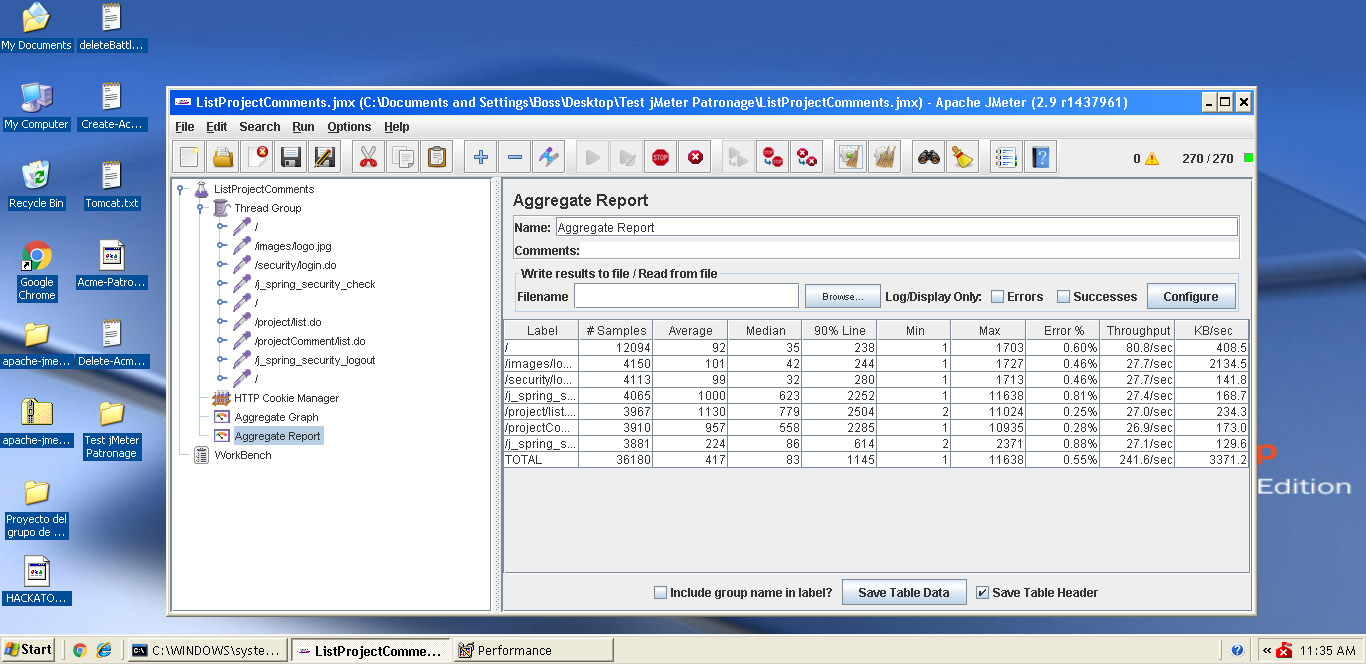 My Documents
deleteBattl...
My Computer
Create-Ac...
Recycle Bin
Tomcat.txt
Google
Chrome
Acme-Patro...
apache-jme...
Delete-Acm...
apache-jme...
Test jMeter
Patronage
Proyecto del
grupo de ...
HACKATO...
ListProjectComments.jmx (C:\Documents and Settings\Boss\Desktop\Test jMeter Patronage\ListProjectComments.jmx) - Apache JMeter (2.9 r1437961)
File Edit Search Run Options Help
STOP
STOP
STOP
0 270 / 270
ListProjectComments
Thread Group
/
/images/logo.jpg
/security/login.do
/j_spring_security_check
/
/project/list.do
/projectComment/list.do
/j_spring_security_logout
/
HTTP Cookie Manager
Aggregate Graph
Aggregate Report
WorkBench
Aggregate Report
Name: Aggregate Report
Comments:
Write results to file / Read from file
Filename Browse... Log/Display Only: Errors Successes Configure
Label # Samples Average Median 90% Line Min Max Error % Throughput KB/sec
/ 12094 92 35 238 1 1703 0.60% 80.8/sec 408.5
/images/lo... 4150 101 42 244 1 1727 0.46% 27.7/sec 2134.5
/security/lo... 4113 99 32 280 1 1713 0.46% 27.7/sec 141.8
/j_spring_s... 4065 1000 623 2252 1 11638 0.81% 27.4/sec 168.7
/project/list.... 3967 1130 779 2504 2 11024 0.25% 27.0/sec 234.3
/projectCo... 3910 957 558 2285 1 10935 0.28% 26.9/sec 173.0
/j_spring_s... 3881 224 86 614 2 2371 0.88% 27.1/sec 129.6
TOTAL 36180 417 83 1145 1 11638 0.55% 241.6/sec 3371.2
Include group name in label? Save Table Data Save Table Header
p
Edition
Start C:\WINDOWS\syste... ListProjectComme... Performance 11:35 AM